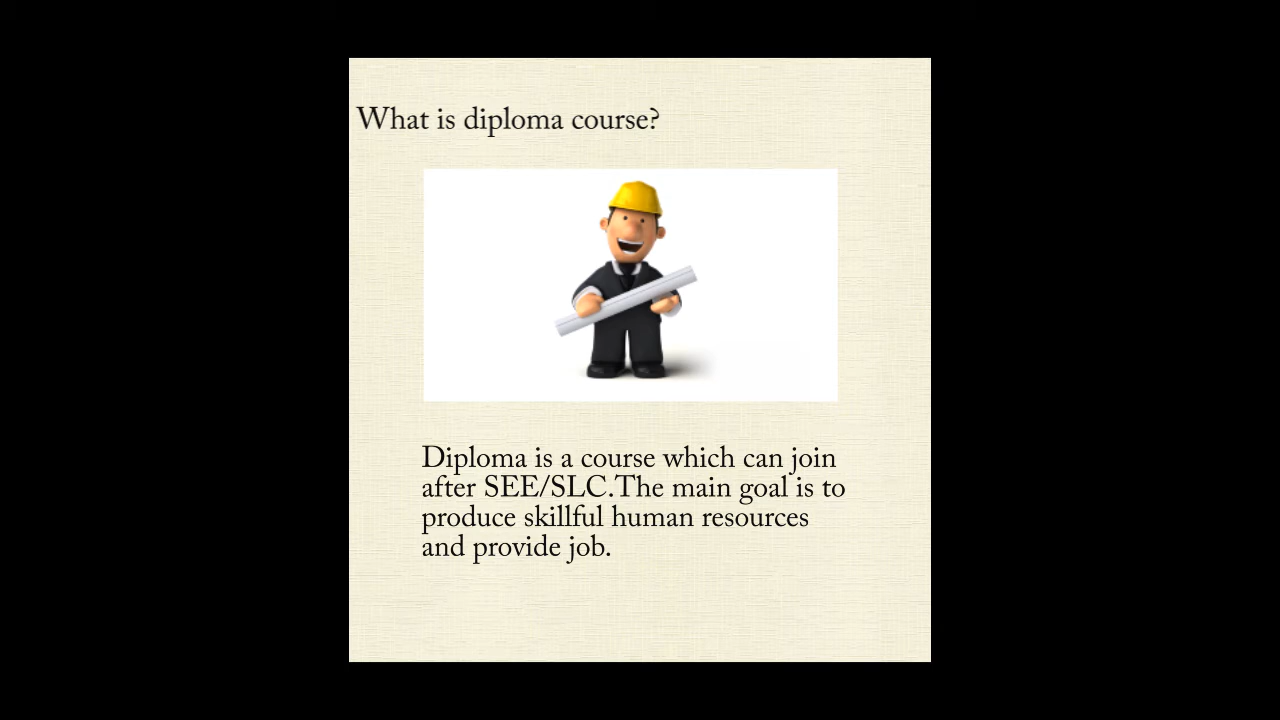 What is diploma course?
Diploma is a course which can join
after SEE/SLC.The main goal is to
produce skillful human resources
and provide job.